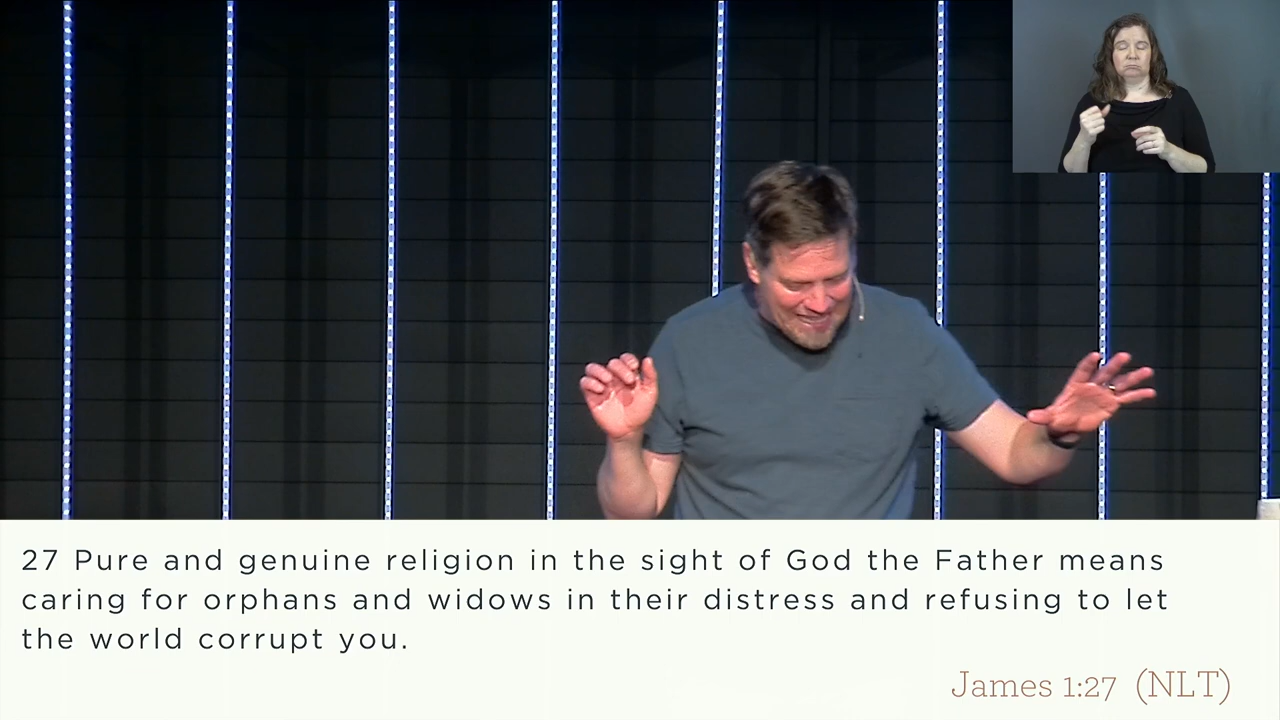 27 Pure and genuine religion in the sight of God the Father means
caring for orphans and widows in their distress and refusing to let
the world corrupt you.
James 1:27 (NLT)